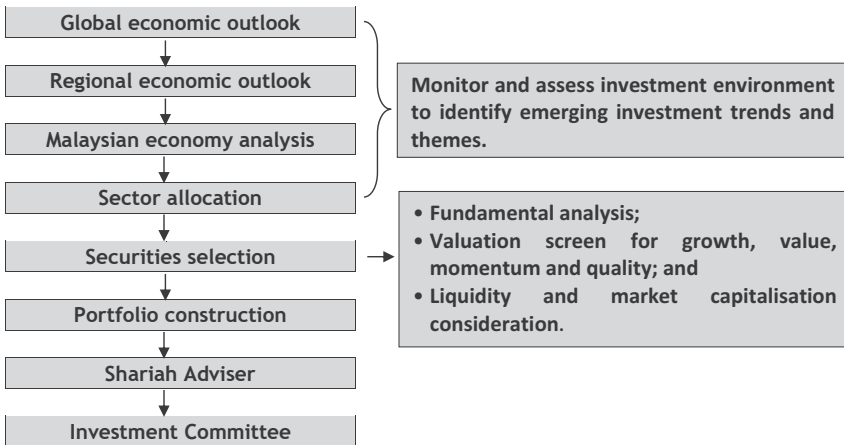 Global economic outlook
Regional economic outlook
Malaysian economy analysis
Sector allocation
Securities selection
Portfolio construction
Shariah Adviser
Investment Committee
Monitor and assess investment environment
to identify emerging investment trends and
themes.
• Fundamental analysis;
• Valuation screen for growth, value,
momentum and quality; and
• Liquidity and market capitalisation
consideration.